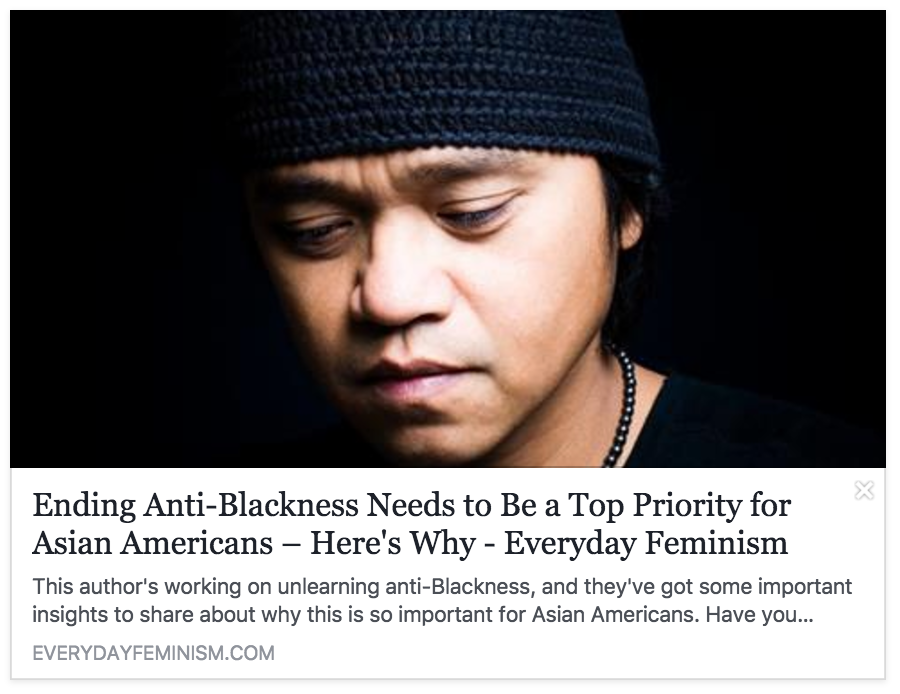 Ending Anti-Blackness Needs to Be a Top Priority for
Asian Americans – Here's Why - Everyday Feminism
This author's working on unlearning anti-Blackness, and they've got some important
insights to share about why this is so important for Asian Americans. Have you...
EVERYDAYFEMINISM.COM